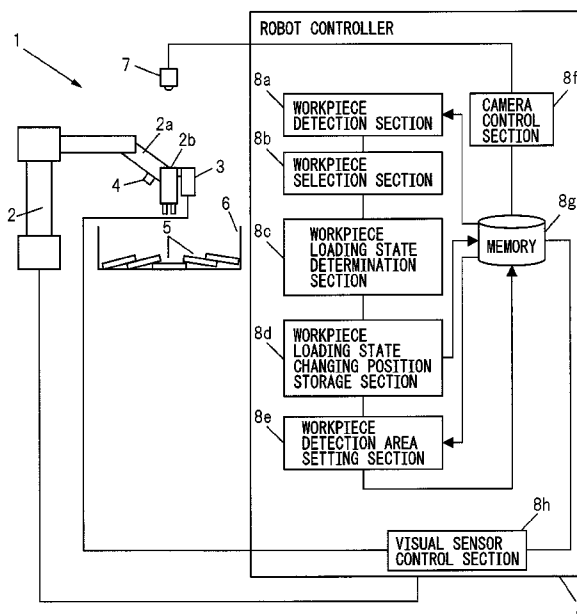 ROBOT CONTROLLER
1
7
8a
WORKPIECE
DETECTION SECTION
8f
CAMERA
CONTROL
SECTION
2a
2b
3
4
8b
WORKPIECE
SELECTION SECTION
2
5
6
8c
WORKPIECE
LOADING STATE
DETERMINATION
SECTION
8g
MEMORY
8d
WORKPIECE
LOADING STATE
CHANGING POSITION
STORAGE SECTION
8e
WORKPIECE
DETECTION AREA
SETTING SECTION
8h
VISUAL SENSOR
CONTROL SECTION